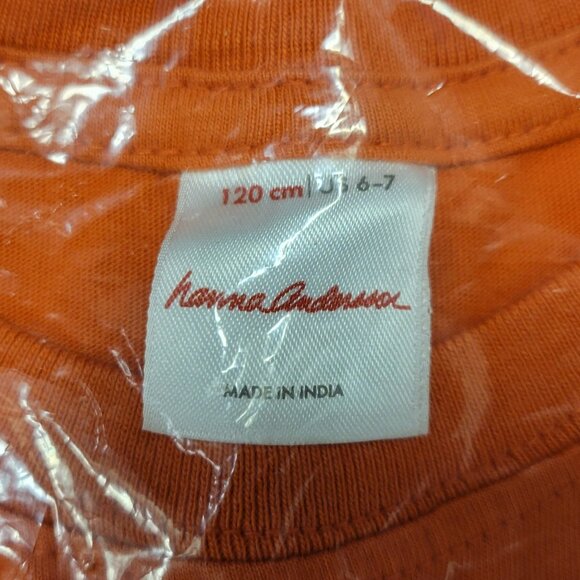 120 cm | US 6-7
hanna andersson
MADE IN INDIA